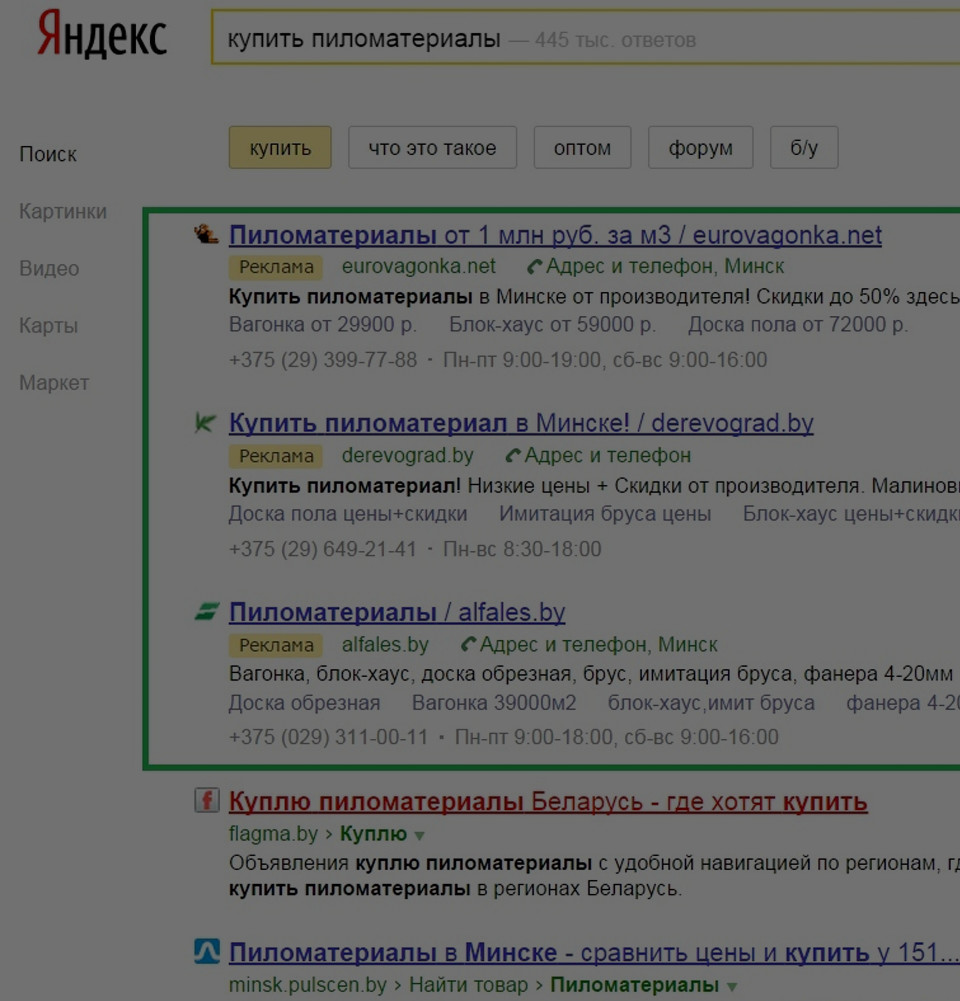 Яндекс
купить пиломатериалы — 445 тыс. ответов
купить что это такое оптом форум б/у
Поиск
Картинки
Видео
Карты
Маркет
Пиломатериалы от 1 млн руб. за м3 / eurovagonka.net
Реклама eurovagonka.net Адрес и телефон, Минск
Купить пиломатериалы в Минске от производителя! Скидки до 50% здесь
Вагонка от 29900 р. Блок-хаус от 59000 р. Доска пола от 72000 р.
+375 (29) 399-77-88 · Пн-пт 9:00-19:00, сб-вс 9:00-16:00
Купить пиломатериал в Минске! / derevograd.by
Реклама derevograd.by Адрес и телефон
Купить пиломатериал! Низкие цены + Скидки от производителя. Малинов
Доска пола цены+скидки Имитация бруса цены Блок-хаус цены+скидк
+375 (29) 649-21-41 · Пн-вс 8:30-18:00
Пиломатериалы / alfales.by
Реклама alfales.by Адрес и телефон, Минск
Вагонка, блок-хаус, доска обрезная, брус, имитация бруса, фанера 4-20мм
Доска обрезная Вагонка 39000м2 блок-хаус,имит бруса фанера 4-20
+375 (029) 311-00-11 · Пн-пт 9:00-18:00, сб-вс 9:00-16:00
Куплю пиломатериалы Беларусь - где хотят купить
flagma.by › Куплю
Объявления куплю пиломатериалы с удобной навигацией по регионам, гд
купить пиломатериалы в регионах Беларусь.
Пиломатериалы в Минске - сравнить цены и купить у 151...
minsk.pulscen.by › Найти товар › Пиломатериалы